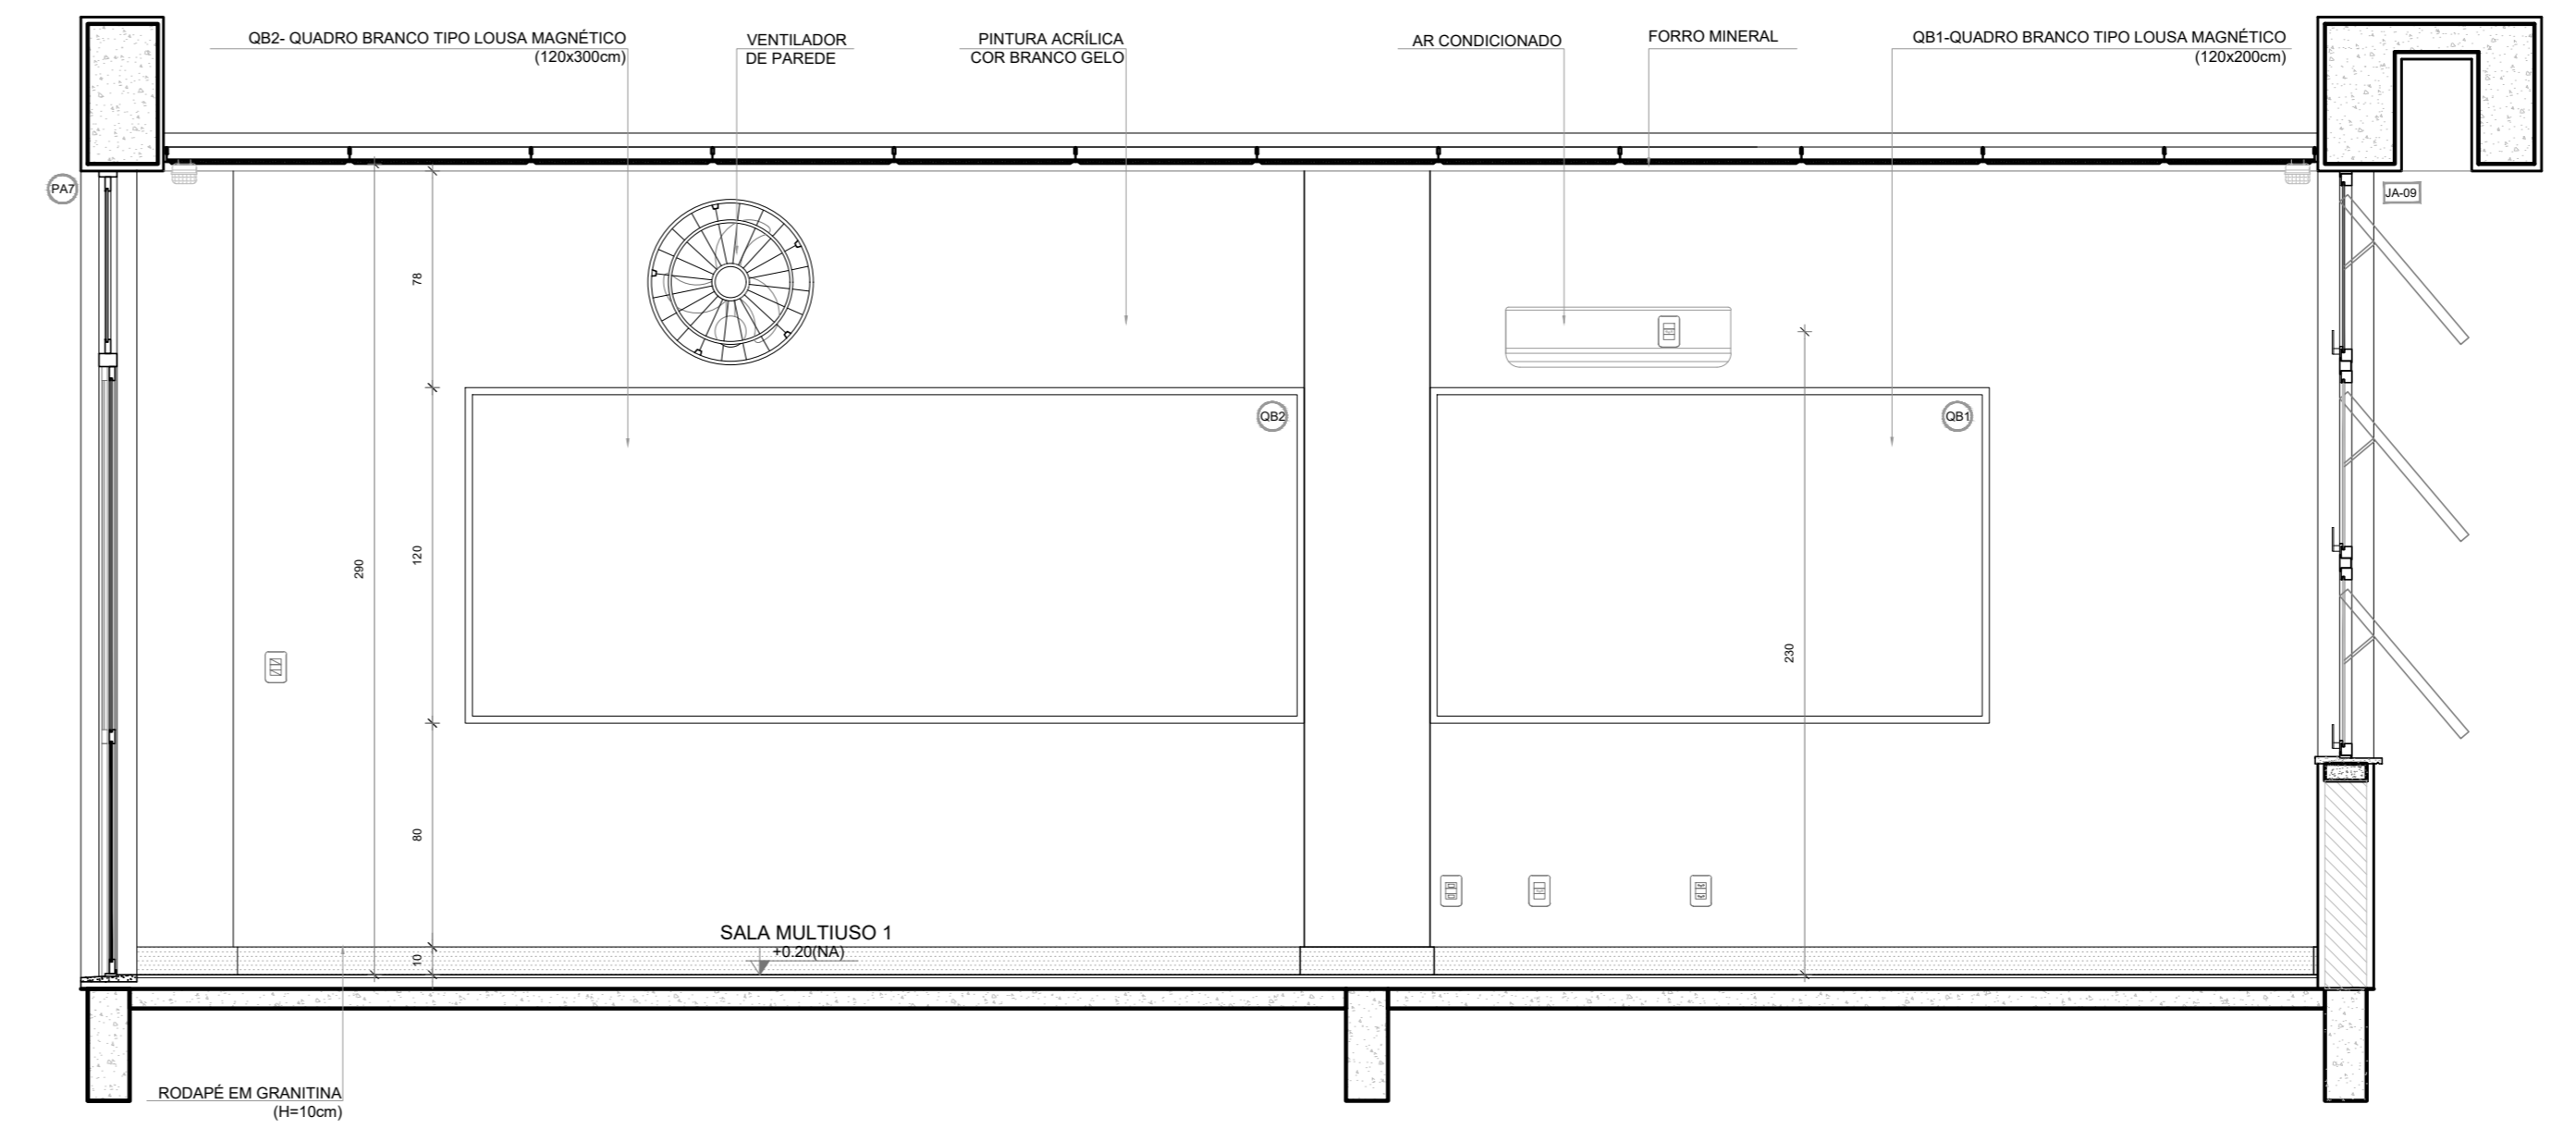 QB2- QUADRO BRANCO TIPO LOUSA MAGNÉTICO
(120x300cm)
VENTILADOR
DE PAREDE
PINTURA ACRÍLICA
COR BRANCO GELO
AR CONDICIONADO
FORRO MINERAL
QB1-QUADRO BRANCO TIPO LOUSA MAGNÉTICO
(120x200cm)
PA7
JA-09
78
QB2
QB1
290
120
230
80
SALA MULTIUSO 1
+0.20(NA)
10
RODAPÉ EM GRANITINA
(H=10cm)